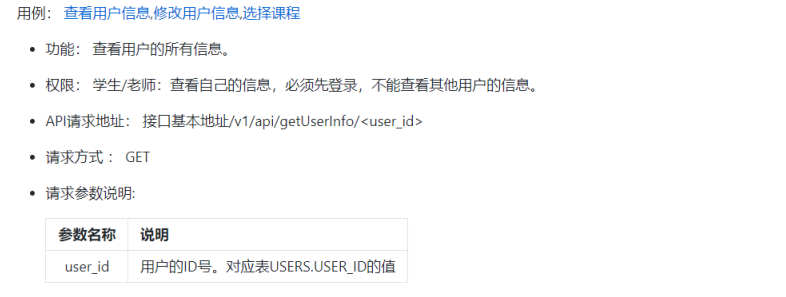 用例： 查看用户信息,修改用户信息,选择课程
• 功能： 查看用户的所有信息。
• 权限： 学生/老师：查看自己的信息，必须先登录，不能查看其他用户的信息。
• API请求地址： 接口基本地址/v1/api/getUserInfo/<user_id>
• 请求方式 ： GET
• 请求参数说明:
参数名称 说明
user_id 用户的ID号。对应表USERS.USER_ID的值